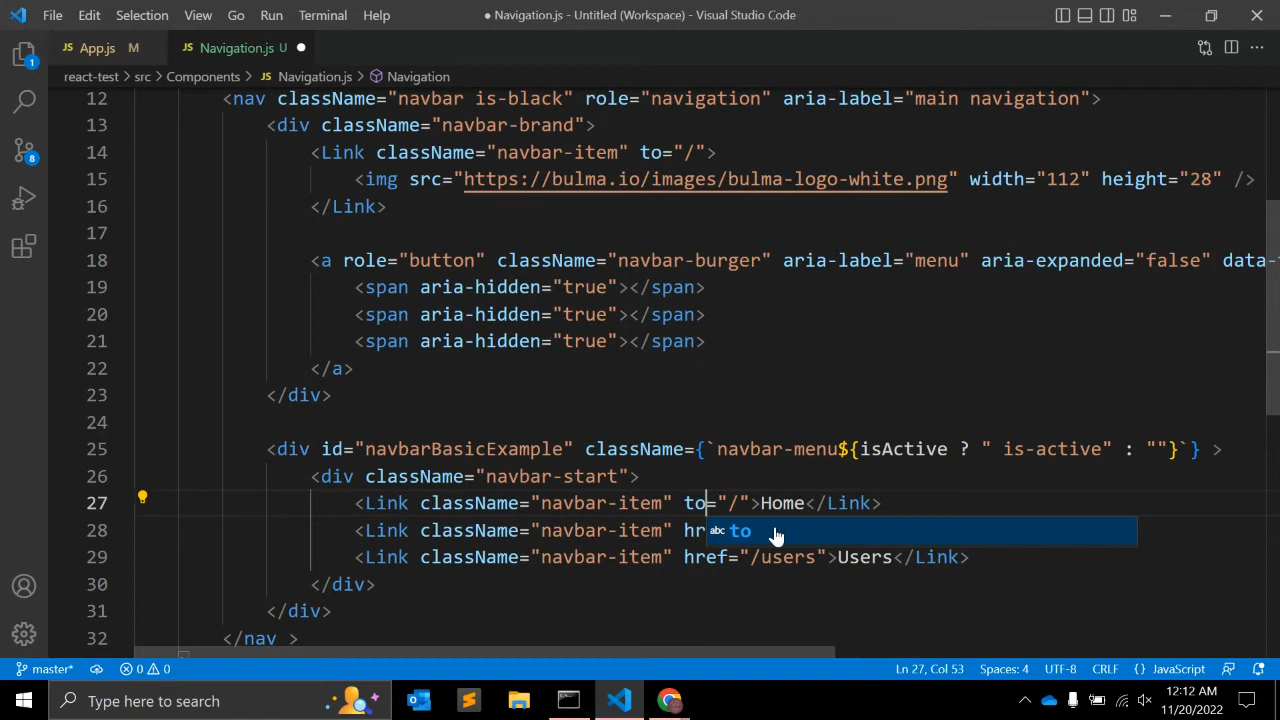 File Edit Selection View Go Run Terminal Help ● Navigation.js - Untitled (Workspace) - Visual Studio Code
JS App.js M JS Navigation.js U ●
react-test > src > Components > JS Navigation.js > Navigation
12 <nav className="navbar is-black" role="navigation" aria-label="main navigation">
13 <div className="navbar-brand">
14 <Link className="navbar-item" to="/">
15 <img src="https://bulma.io/images/bulma-logo-white.png" width="112" height="28" />
16 </Link>
17
18 <a role="button" className="navbar-burger" aria-label="menu" aria-expanded="false" data-
19 <span aria-hidden="true"></span>
20 <span aria-hidden="true"></span>
21 <span aria-hidden="true"></span>
22 </a>
23 </div>
24
25 <div id="navbarBasicExample" className={`navbar-menu${isActive ? " is-active" : ""}`} >
26 <div className="navbar-start">
27 <Link className="navbar-item" to="/">Home</Link>
28 <Link className="navbar-item" hr
abc to
29 <Link className="navbar-item" href="/users">Users</Link>
30 </div>
31 </div>
32 </nav >
1
8
master* 0 0 Ln 27, Col 53 Spaces: 4 UTF-8 CRLF {} JavaScript
Type here to search 12:12 AM
11/20/2022